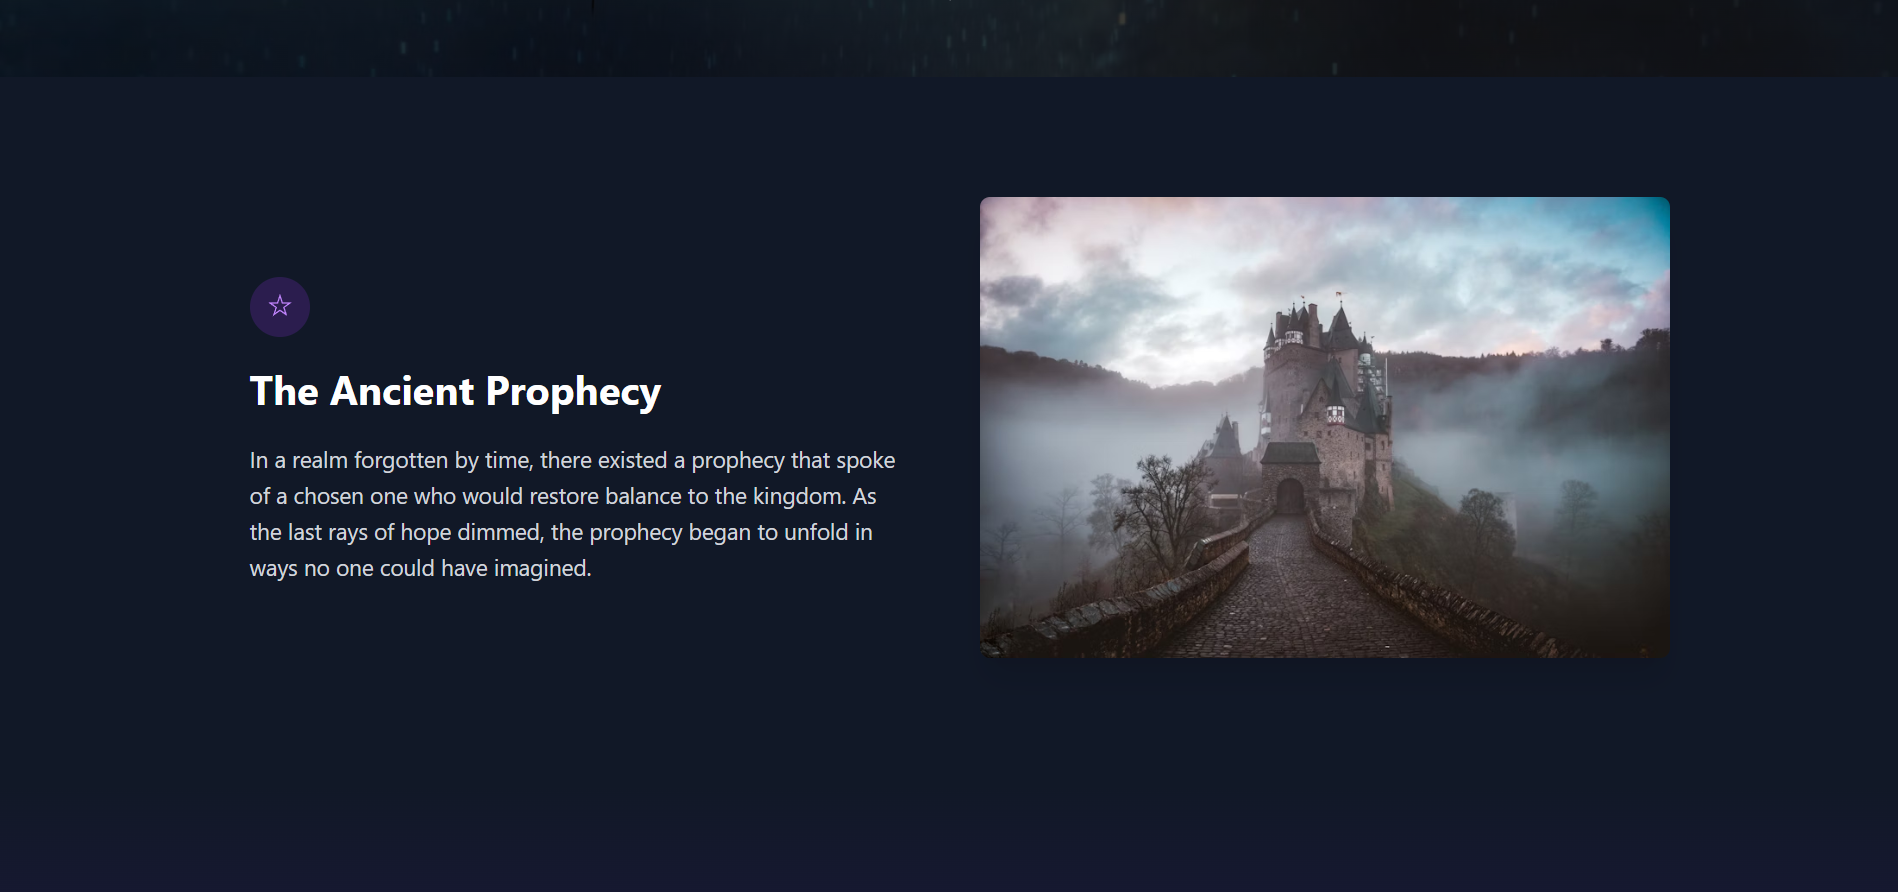 The Ancient Prophecy
In a realm forgotten by time, there existed a prophecy that spoke
of a chosen one who would restore balance to the kingdom. As
the last rays of hope dimmed, the prophecy began to unfold in
ways no one could have imagined.